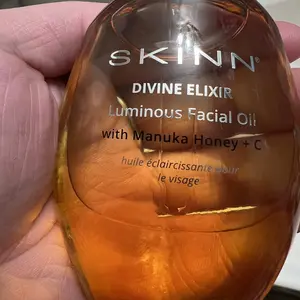 SKINN®
DIVINE ELIXIR
Luminous Facial Oil
with Manuka Honey + C
huile éclaircissante pour
le visage